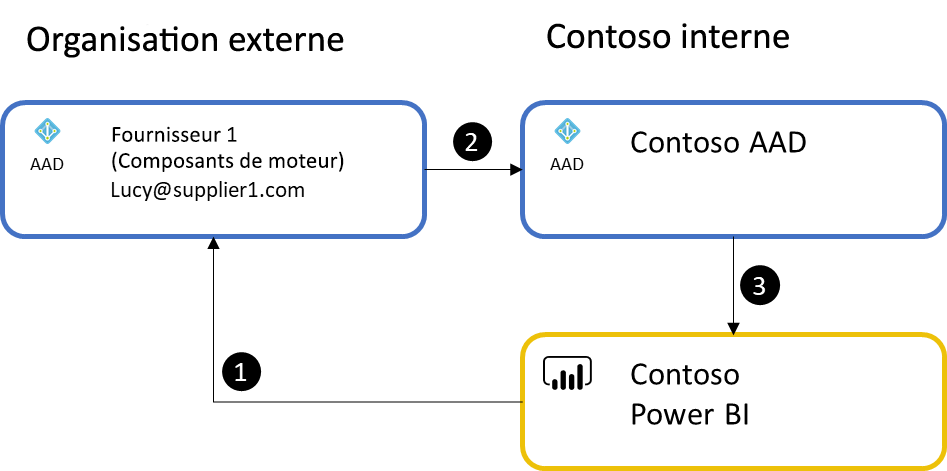 Organisation externe
Contoso interne
AAD
Fournisseur 1
(Composants de moteur)
Lucy@supplier1.com
2
AAD
Contoso AAD
3
1
Contoso
Power BI